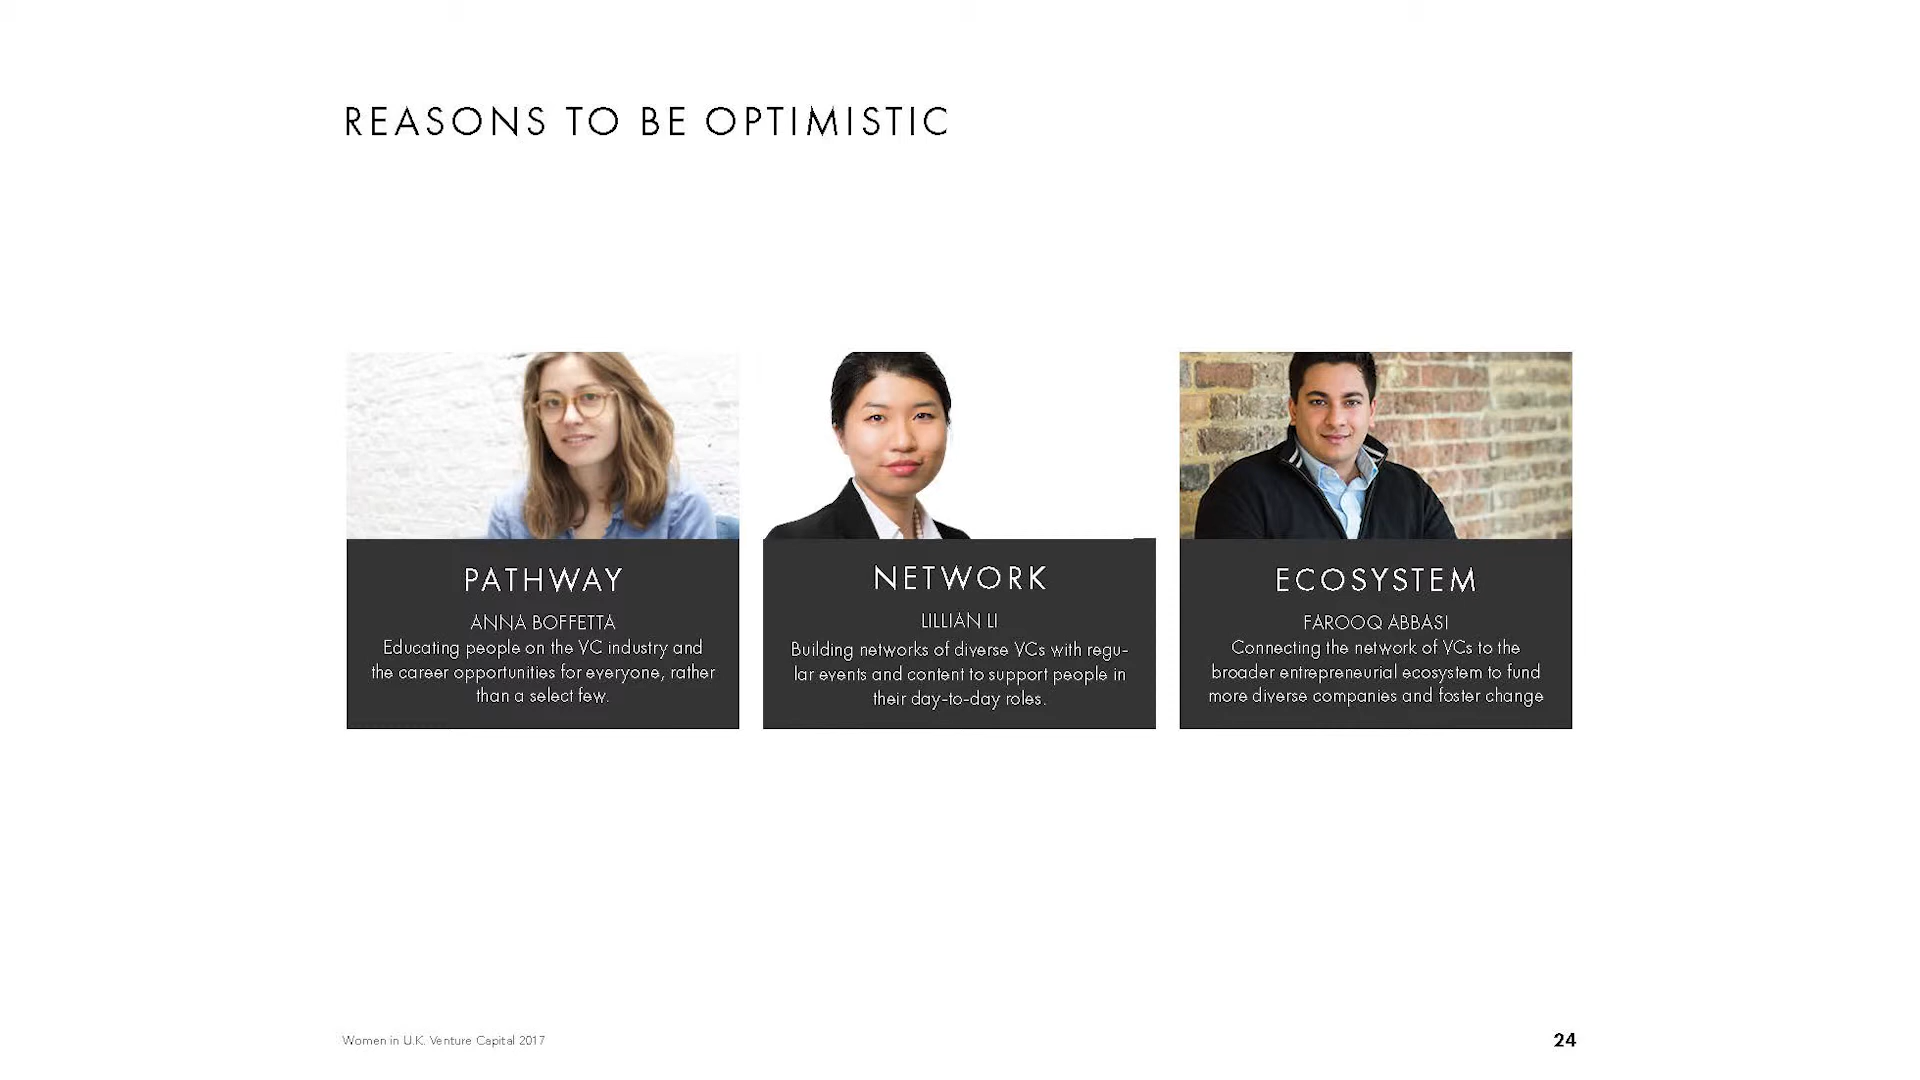 REASONS TO BE OPTIMISTIC
PATHWAY
ANNA BOFFETTA
Educating people on the VC industry and
the career opportunities for everyone, rather
than a select few.
NETWORK
LILLIAN LI
Building networks of diverse VCs with regu-
lar events and content to support people in
their day-to-day roles.
ECOSYSTEM
FAROOQ ABBASI
Connecting the network of VCs to the
broader entrepreneurial ecosystem to fund
more diverse companies and foster change
Women in U.K. Venture Capital 2017
24